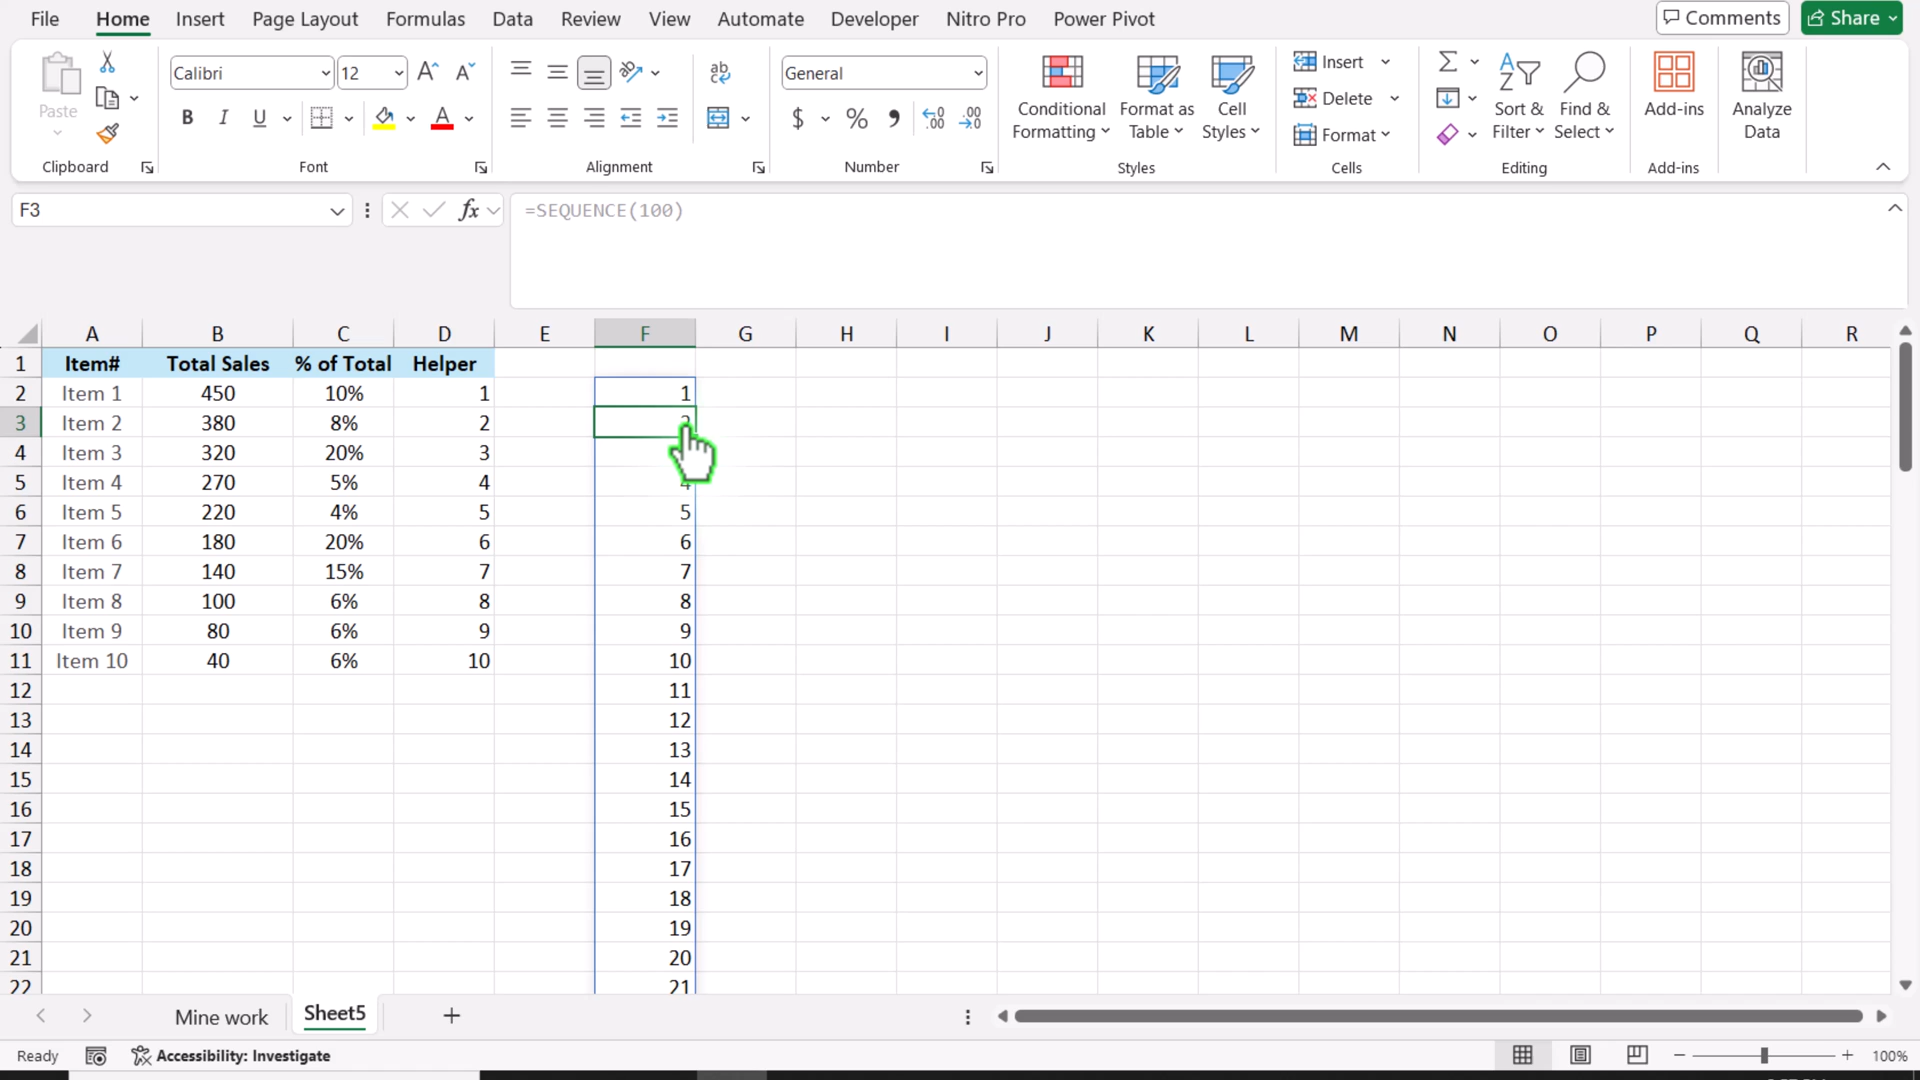 File Home Insert Page Layout Formulas Data Review View Automate Developer Nitro Pro Power Pivot Comments Share
Paste
Clipboard
Calibri 12
B I U A
Font
ab
Alignment
General
$ % 9 .00 .00
Number
Conditional Formatting
Format as Table
Cell Styles
Styles
Insert
Delete
Format
Cells
Sort & Filter
Find & Select
Editing
Add-ins
Add-ins
Analyze Data
F3 fx =SEQUENCE(100)
A B C D E F G H I J K L M N O P Q R
1 Item# Total Sales % of Total Helper
2 Item 1 450 10% 1 1
3 Item 2 380 8% 2
4 Item 3 320 20% 3
5 Item 4 270 5% 4 4
6 Item 5 220 4% 5 5
7 Item 6 180 20% 6 6
8 Item 7 140 15% 7 7
9 Item 8 100 6% 8 8
10 Item 9 80 6% 9 9
11 Item 10 40 6% 10 10
12 11
13 12
14 13
15 14
16 15
17 16
18 17
19 18
20 19
21 20
22 21
Mine work Sheet5
Ready Accessibility: Investigate 100%